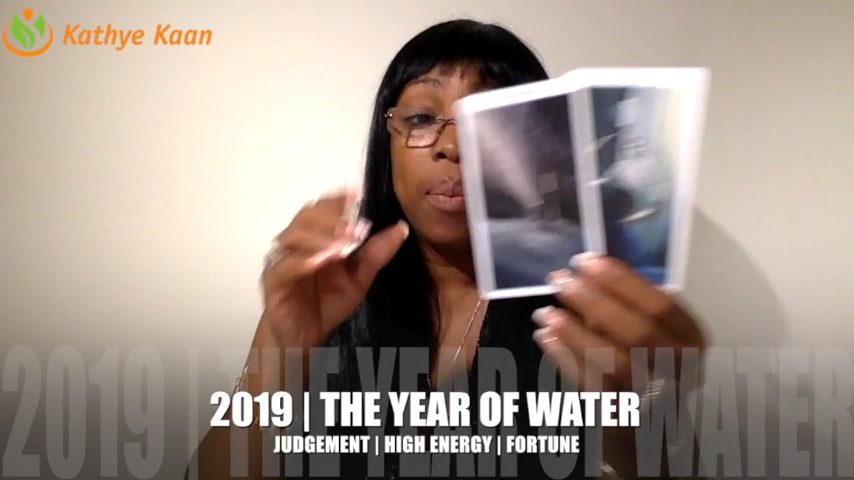 Kathye Kaan
2019 | THE YEAR OF WATER
2019 | THE YEAR OF WATER
JUDGEMENT | HIGH ENERGY | FORTUNE